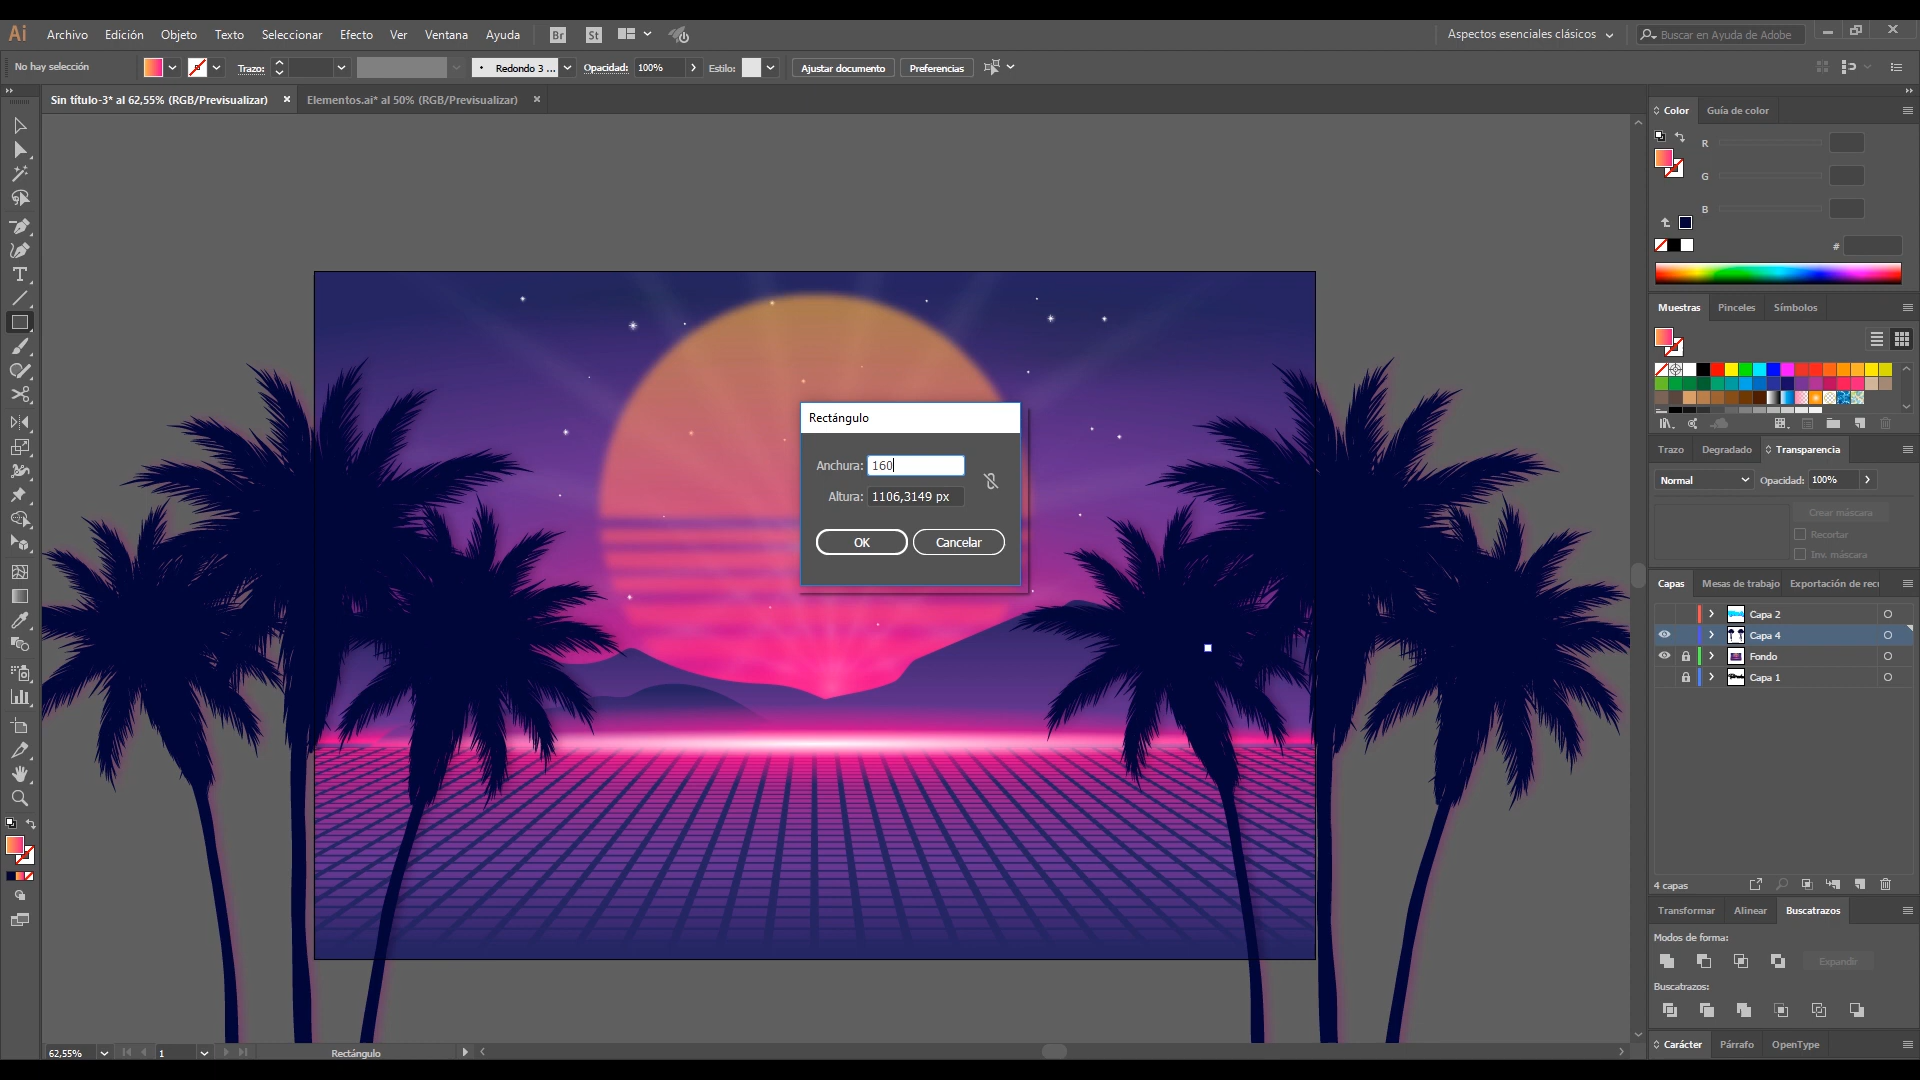 Ai Archivo Edición Objeto Texto Seleccionar Efecto Ver Ventana Ayuda Br St Aspectos esenciales clásicos Buscar en Ayuda de Adobe
No hay selección Trazo: Redondo 3 ... Opacidad: 100% Estilo: Ajustar documento Preferencias
Sin título-3* al 62,55% (RGB/Previsualizar) Elementos.ai* al 50% (RGB/Previsualizar)
Color Guía de color
R
G
B
#
Muestras Pinceles Símbolos
Rectángulo
Anchura: 160
Altura: 1106,3149 px
OK Cancelar
Trazo Degradado Transparencia
Normal Opacidad: 100%
Crear máscara
Recortar
Inv. máscara
Capas Mesas de trabajo Exportación de recu
Capa 2
Capa 4
Fondo
Capa 1
4 capas
Transformar Alinear Buscatrazos
Modos de forma:
Expandir
Buscatrazos:
Carácter Párrafo OpenType
62,55% 1 Rectángulo